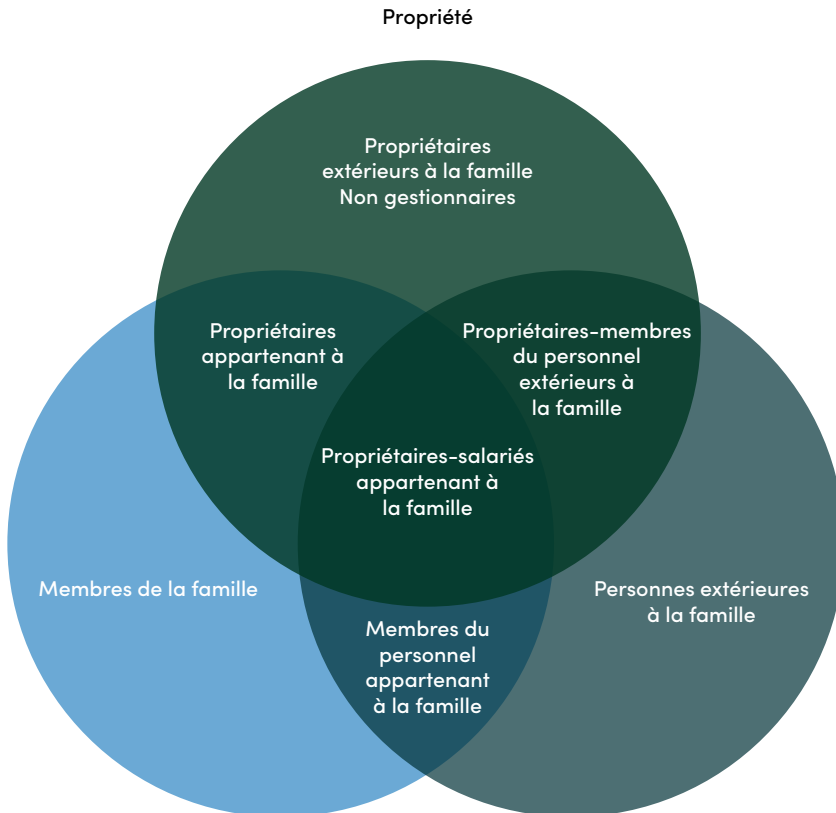 Propriété
Propriétaires
extérieurs à la famille
Non gestionnaires
Propriétaires
appartenant à
la famille
Propriétaires-membres
du personnel
extérieurs à
la famille
Propriétaires-salariés
appartenant à
la famille
Membres de la famille
Personnes extérieures
à la famille
Membres du
personnel
appartenant
à la famille